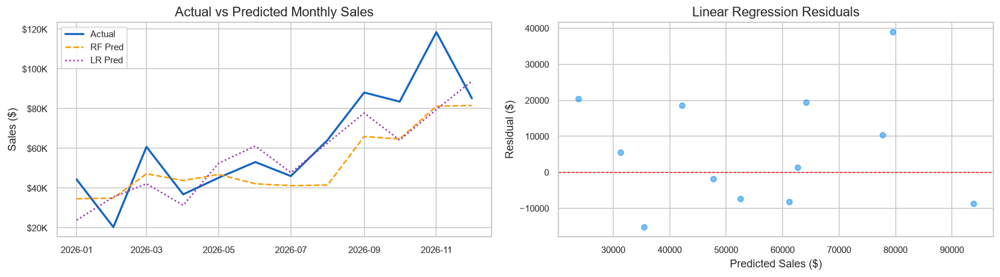 Actual vs Predicted Monthly Sales
Sales ($)
$120K
$100K
$80K
$60K
$40K
$20K
Actual
RF Pred
LR Pred
2026-01
2026-03
2026-05
2026-07
2026-09
2026-11
Linear Regression Residuals
Residual ($)
40000
30000
20000
10000
0
−10000
30000
40000
50000
60000
70000
80000
90000
Predicted Sales ($)